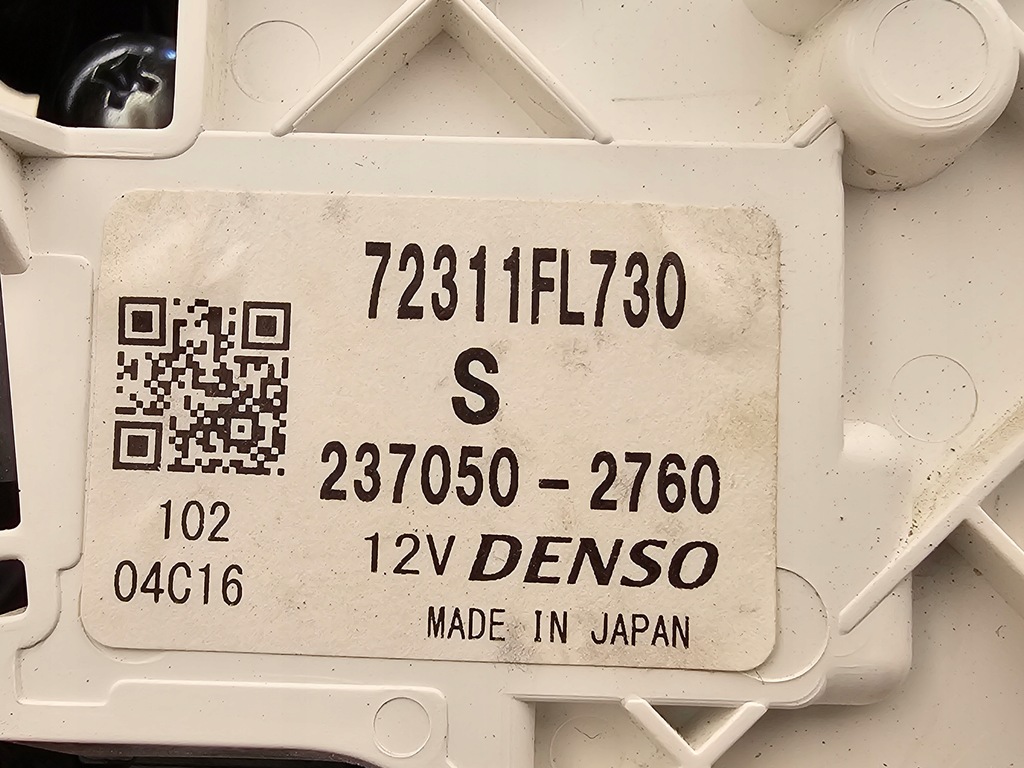 72311FL730
S
237050-2760
102
12V DENSO
04C16
MADE IN JAPAN